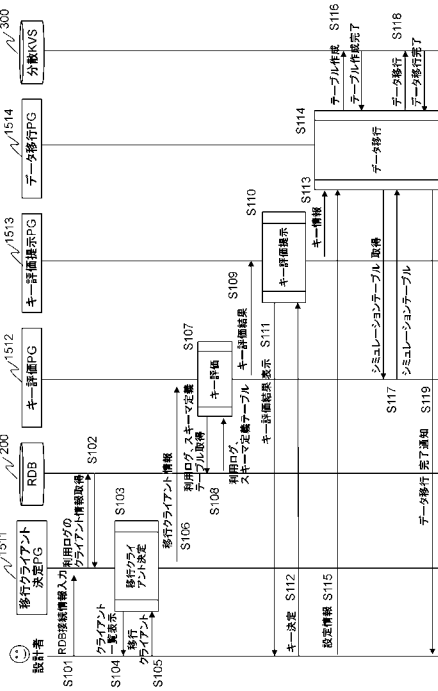 設計者
1511
移行クライアント
決定PG
200
RDB
1512
キー評価PG
1513
キー評価提示PG
1514
データ移行PG
300
分散KVS
S101
RDB接続情報入力
利用ログの
クライアント情報取得
S102
S103
移行クライ
アント決定
S104
クライアント
一覧表示
S105
移行
クライアント
移行クライアント情報
S106
S107
キー評価
利用ログ、スキーマ定義
テーブル取得
S108
利用ログ、
スキーマ定義テーブル
キー評価結果
S109
S110
キー評価提示
キー評価結果 表示
S111
キー決定
S112
キー情報
S113
S114
データ移行
設定情報
S115
テーブル作成
S116
テーブル作成完了
シミュレーションテーブル 取得
S117
シミュレーションテーブル
データ移行
S118
データ移行完了
データ移行 完了通知
S119